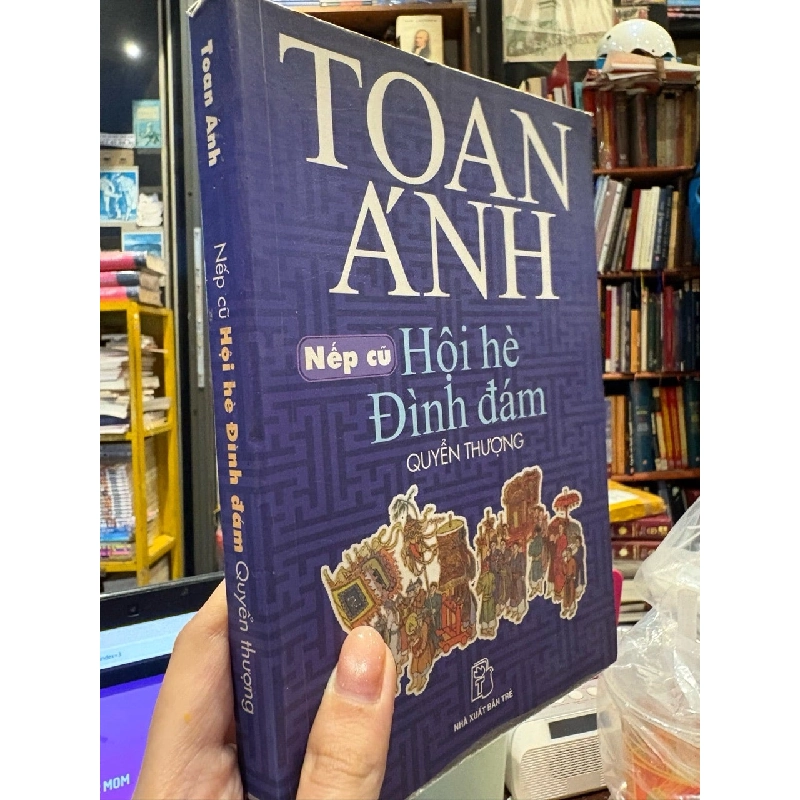 TOAN
ÁNH
Nếp cũ Hội hè
Đình đám
QUYỂN THƯỢNG
NHÀ XUẤT BẢN TRẺ
Toan Ánh Nếp cũ Hội hè Đình đám Quyển thượng
MOM